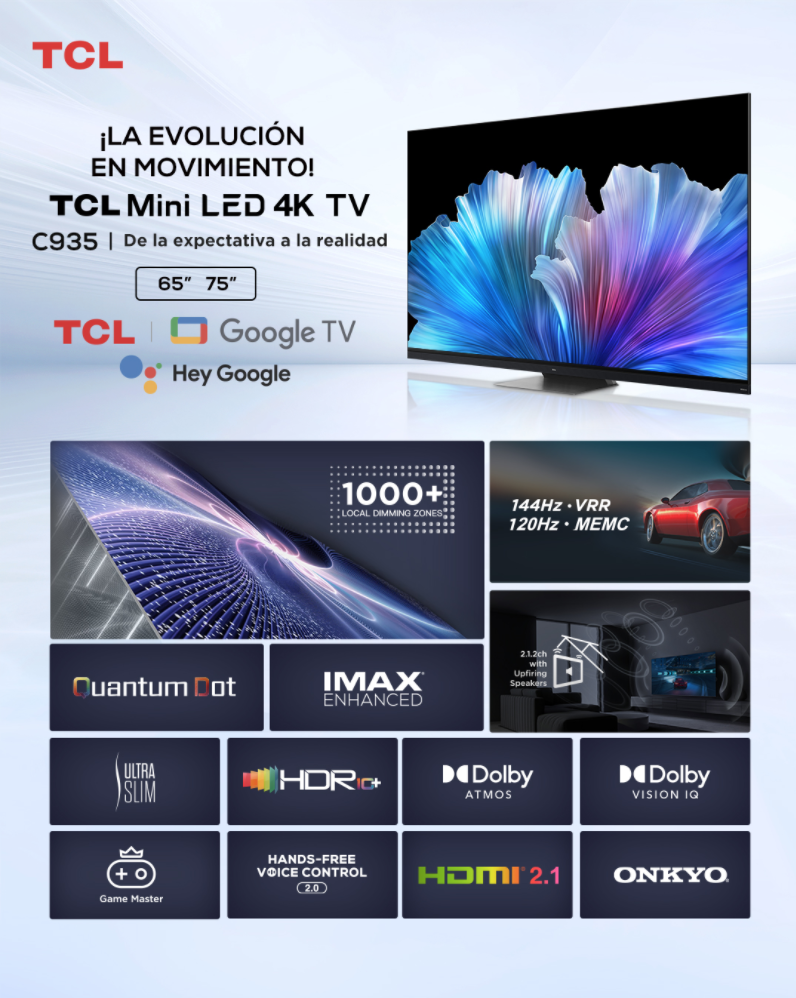 TCL
¡LA EVOLUCIÓN
EN MOVIMIENTO!
TCL Mini LED 4K TV
C935 | De la expectativa a la realidad
65” 75”
TCL | Google TV
Hey Google
1000+
LOCAL DIMMING ZONES
144Hz · VRR
120Hz · MEMC
2.1.2ch
with
Upfiring
Speakers
Quantum Dot
IMAX®
ENHANCED
ULTRA
SLIM
HDR10+
Dolby
ATMOS
Dolby
VISION IQ
Game Master
HANDS-FREE
VOICE CONTROL
2.0
HDMI® 2.1
ONKYO®